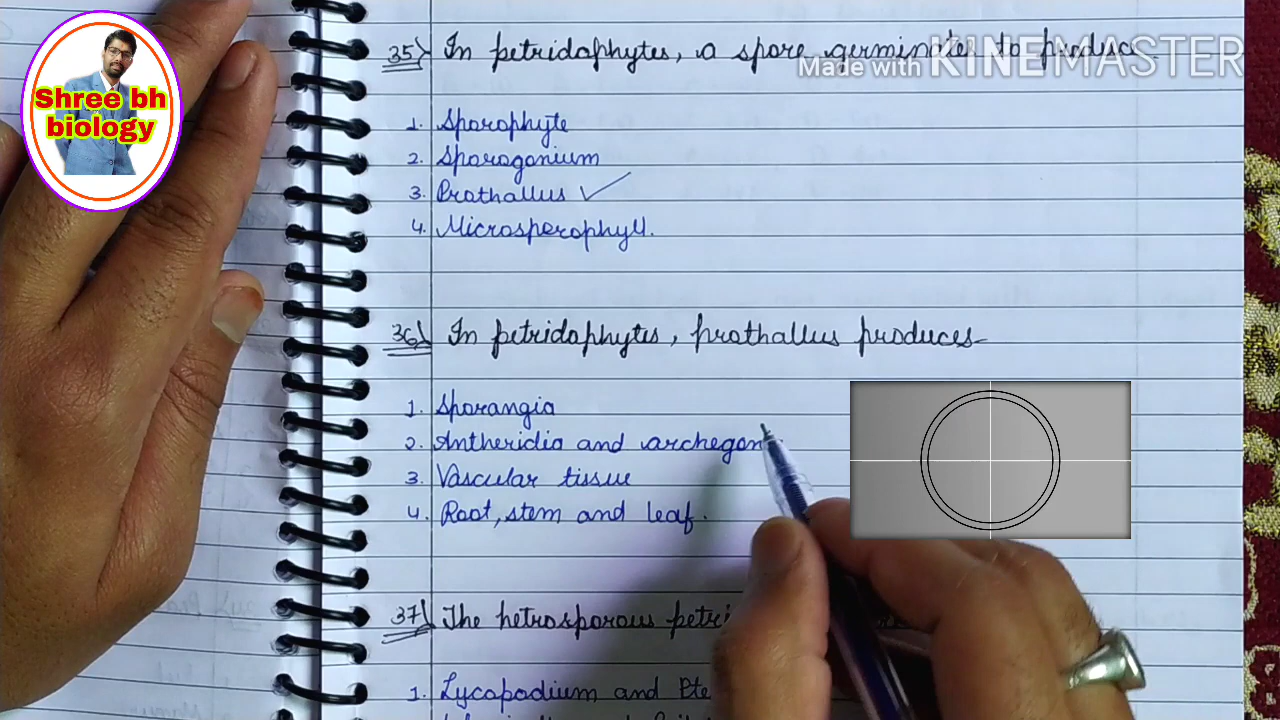 Shree bh
biology
Made with KINEMASTER
35) In petridophytes, a spore germinates to produce
1. Sporophyte
2. Sporogonium
3. Prothallus ✓
4. Microsporophyll.
36) In petridophytes, prothallus produces-
1. Sporangia
2. Antheridia and archegon
3. Vascular tissue
4. Root, stem and leaf.
37) The hetrosporous
1. Lycopodium and